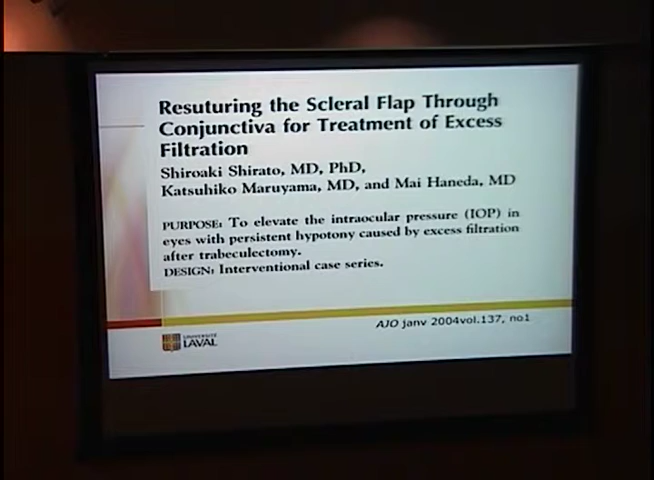 Resuturing the Scleral Flap Through
Conjunctiva for Treatment of Excess
Filtration
Shiroaki Shirato, MD, PhD,
Katsuhiko Maruyama, MD, and Mai Haneda, MD
PURPOSE: To elevate the intraocular pressure (IOP) in
eyes with persistent hypotony caused by excess filtration
after trabeculectomy.
DESIGN: Interventional case series.
AJO janv 2004vol.137, no1
UNIVERSITÉ
LAVAL